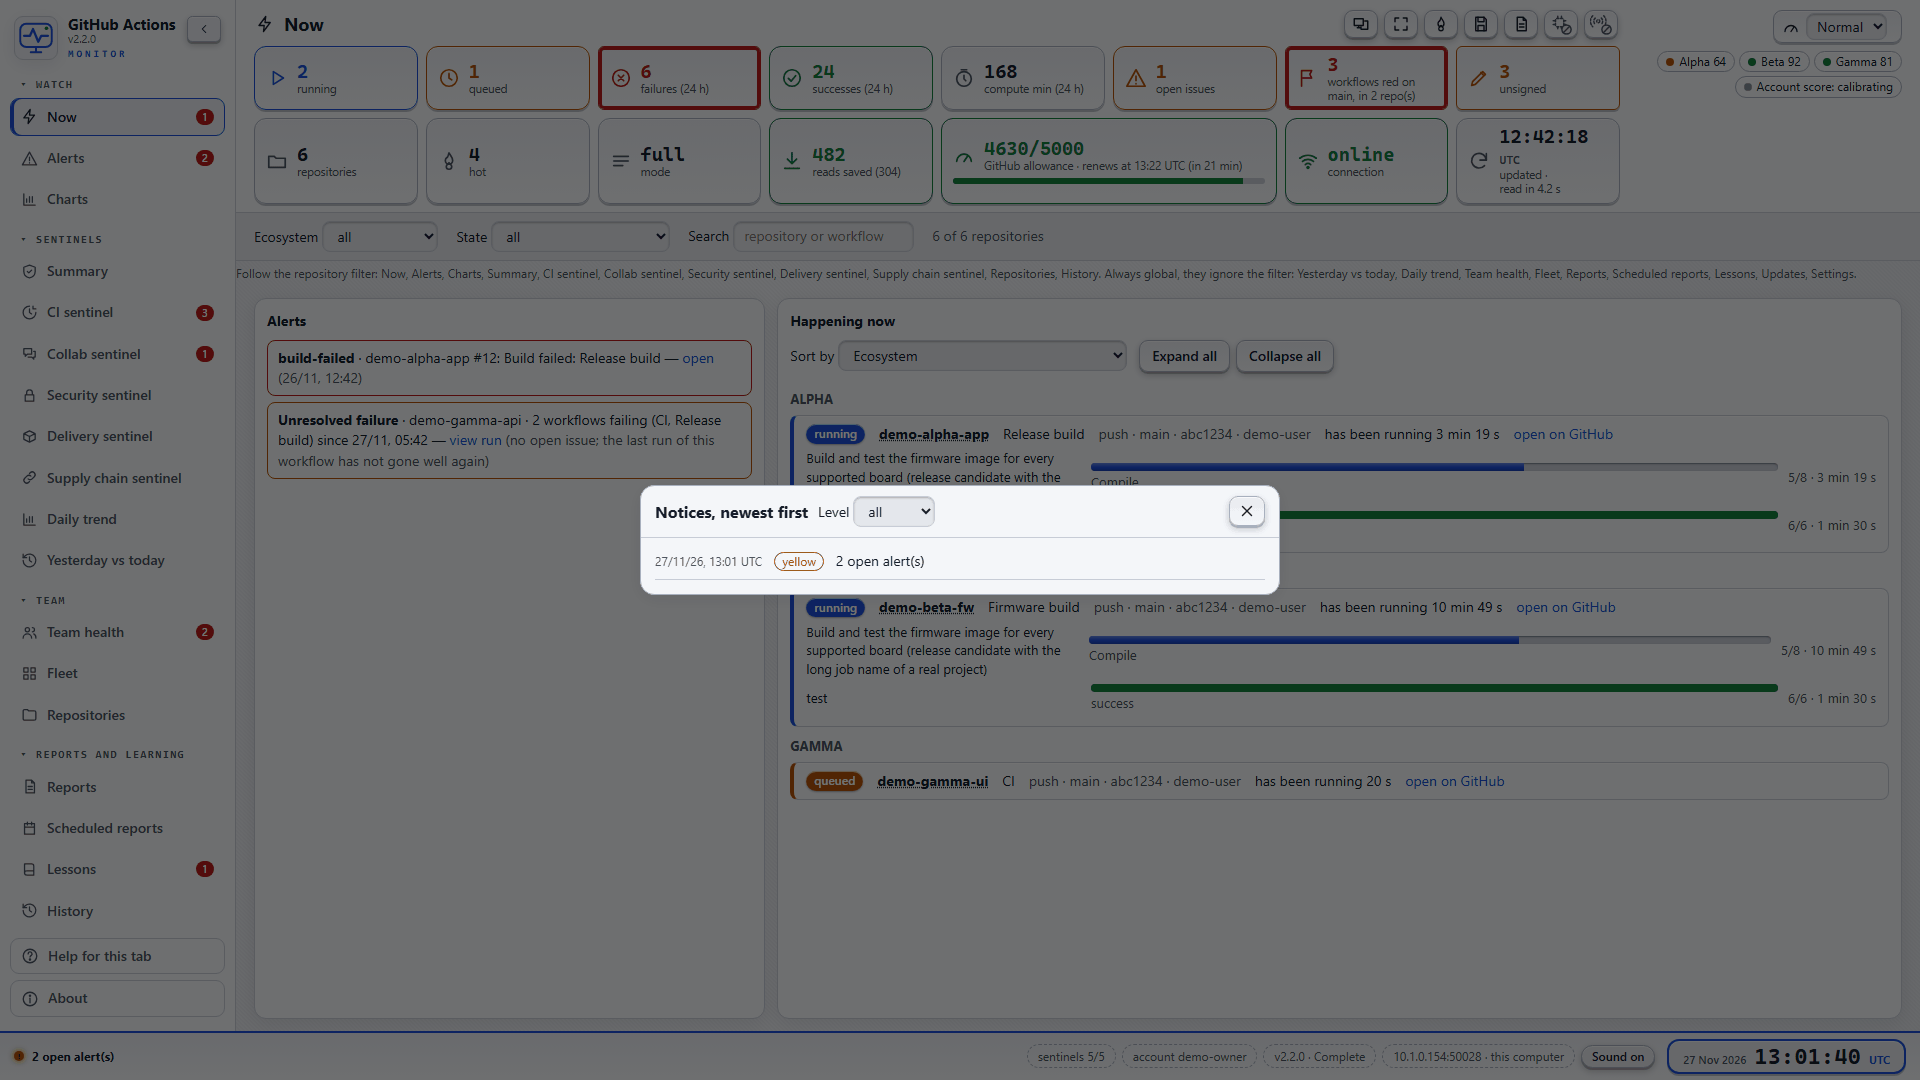 GitHub Actions
v2.2.0
MONITOR
WATCH
Now
1
Alerts
2
Charts
SENTINELS
Summary
CI sentinel
3
Collab sentinel
1
Security sentinel
Delivery sentinel
Supply chain sentinel
Daily trend
Yesterday vs today
TEAM
Team health
2
Fleet
Repositories
REPORTS AND LEARNING
Reports
Scheduled reports
Lessons
1
History
Help for this tab
About
Now
Normal
2
running
1
queued
6
failures (24 h)
24
successes (24 h)
168
compute min (24 h)
1
open issues
3
workflows red on
main, in 2 repo(s)
3
unsigned
Alpha 64
Beta 92
Gamma 81
Account score: calibrating
6
repositories
4
hot
full
mode
482
reads saved (304)
4630/5000
GitHub allowance · renews at 13:22 UTC (in 21 min)
online
connection
12:42:18
UTC
updated ·
read in 4.2 s
Ecosystem
all
State
all
Search
repository or workflow
6 of 6 repositories
Follow the repository filter: Now, Alerts, Charts, Summary, CI sentinel, Collab sentinel, Security sentinel, Delivery sentinel, Supply chain sentinel, Repositories, History. Always global, they ignore the filter: Yesterday vs today, Daily trend, Team health, Fleet, Reports, Scheduled reports, Lessons, Updates, Settings.
Alerts
build-failed · demo-alpha-app #12: Build failed: Release build — open
(26/11, 12:42)
Unresolved failure · demo-gamma-api · 2 workflows failing (CI, Release
build) since 27/11, 05:42 — view run (no open issue; the last run of this
workflow has not gone well again)
Happening now
Sort by
Ecosystem
Expand all
Collapse all
ALPHA
running demo-alpha-app Release build push · main · abc1234 · demo-user has been running 3 min 19 s open on GitHub
Build and test the firmware image for every
supported board (release candidate with the
Compile
5/8 · 3 min 19 s
6/6 · 1 min 30 s
Notices, newest first
Level
all
27/11/26, 13:01 UTC yellow 2 open alert(s)
running demo-beta-fw Firmware build push · main · abc1234 · demo-user has been running 10 min 49 s open on GitHub
Build and test the firmware image for every
supported board (release candidate with the
long job name of a real project)
Compile
5/8 · 10 min 49 s
test
success
6/6 · 1 min 30 s
GAMMA
queued demo-gamma-ui CI push · main · abc1234 · demo-user has been running 20 s open on GitHub
2 open alert(s)
sentinels 5/5
account demo-owner
v2.2.0 · Complete
10.1.0.154:50028 · this computer
Sound on
27 Nov 2026 13:01:40 UTC